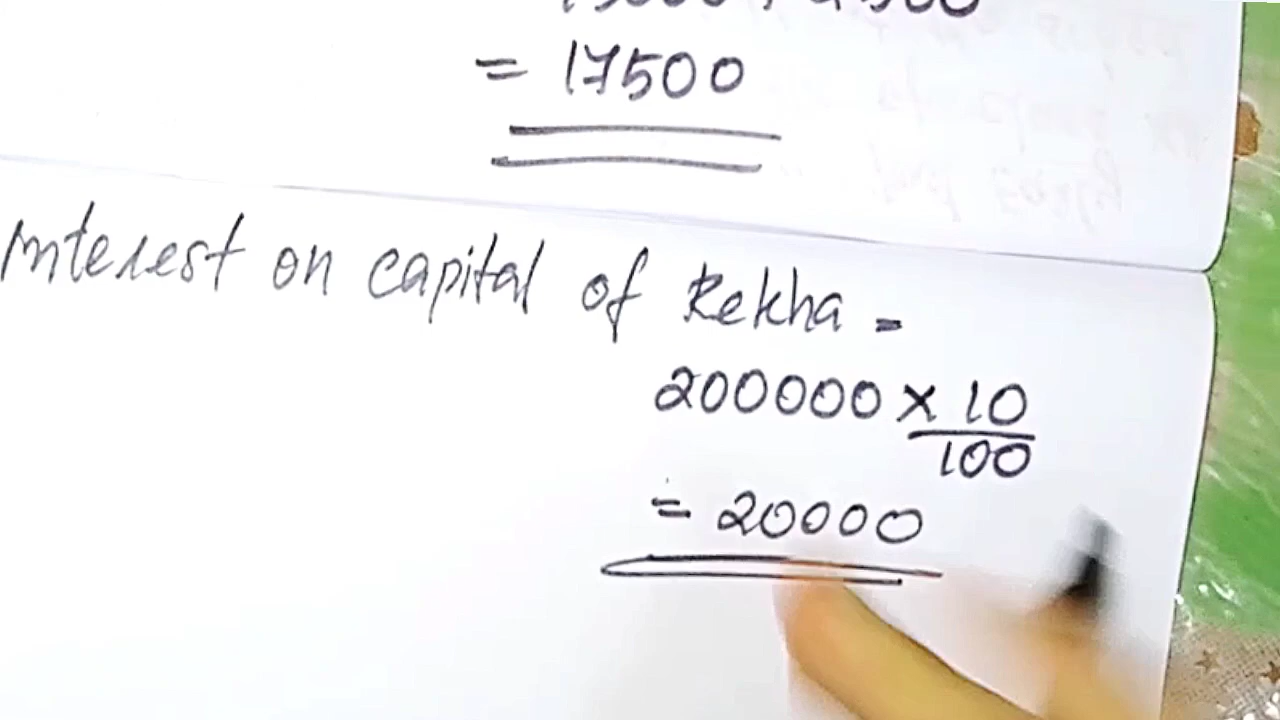 = 17500
Interest on capital of Rekha =
200000 × 10
100
= 20000